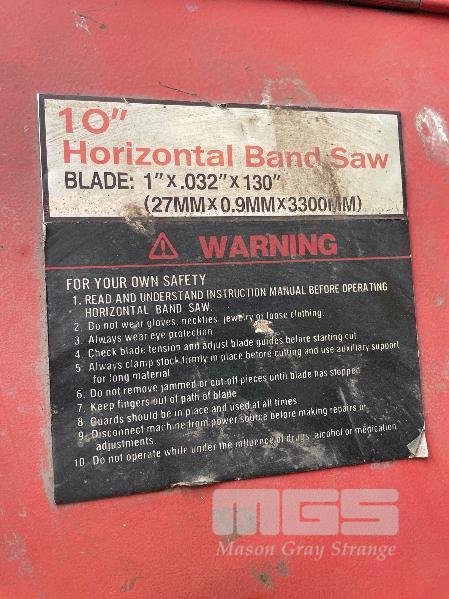 10"
Horizontal Band Saw
BLADE: 1"x.032"x130"
(27MMx0.9MMx3300MM)
⚠ WARNING
FOR YOUR OWN SAFETY
1. READ AND UNDERSTAND INSTRUCTION MANUAL BEFORE OPERATING
HORIZONTAL BAND SAW.
2. Do not wear gloves, neckties, jewelry or loose clothing.
3. Always wear eye protection
4 Check blade tension and adjust blade guides before starting cut
5 Always clamp stock firmly in place before cutting and use auxiliary support
for long material
6. Do not remove jammed or cut-off pieces until blade has stopped
7. Keep fingers out of path of blade
8 Guards should be in place and used at all times.
9. Disconnect machine from power source before making repairs or
adjustments.
10 Do not operate while under the influence of drugs, alcohol or medication
MGS
Mason Gray Strange